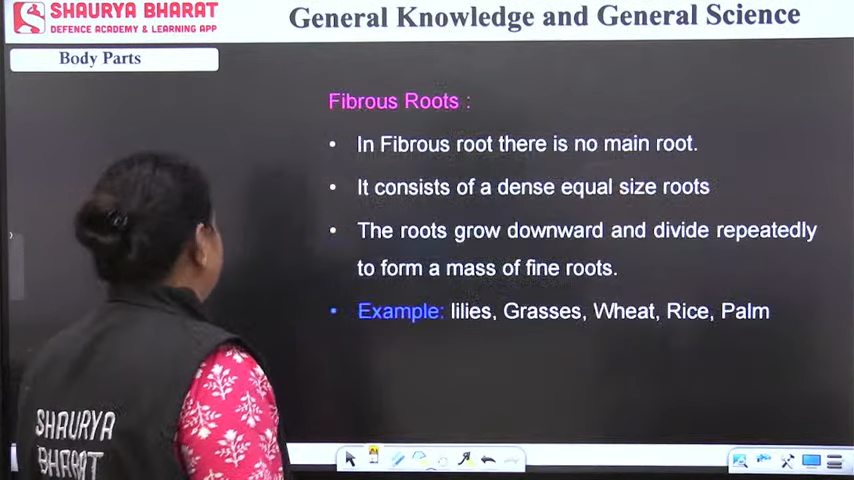 SHAURYA BHARAT
DEFENCE ACADEMY & LEARNING APP
General Knowledge and General Science
Body Parts
Fibrous Roots :
• In Fibrous root there is no main root.
• It consists of a dense equal size roots
• The roots grow downward and divide repeatedly
to form a mass of fine roots.
• Example: lilies, Grasses, Wheat, Rice, Palm
SHAURYA
BHARAT